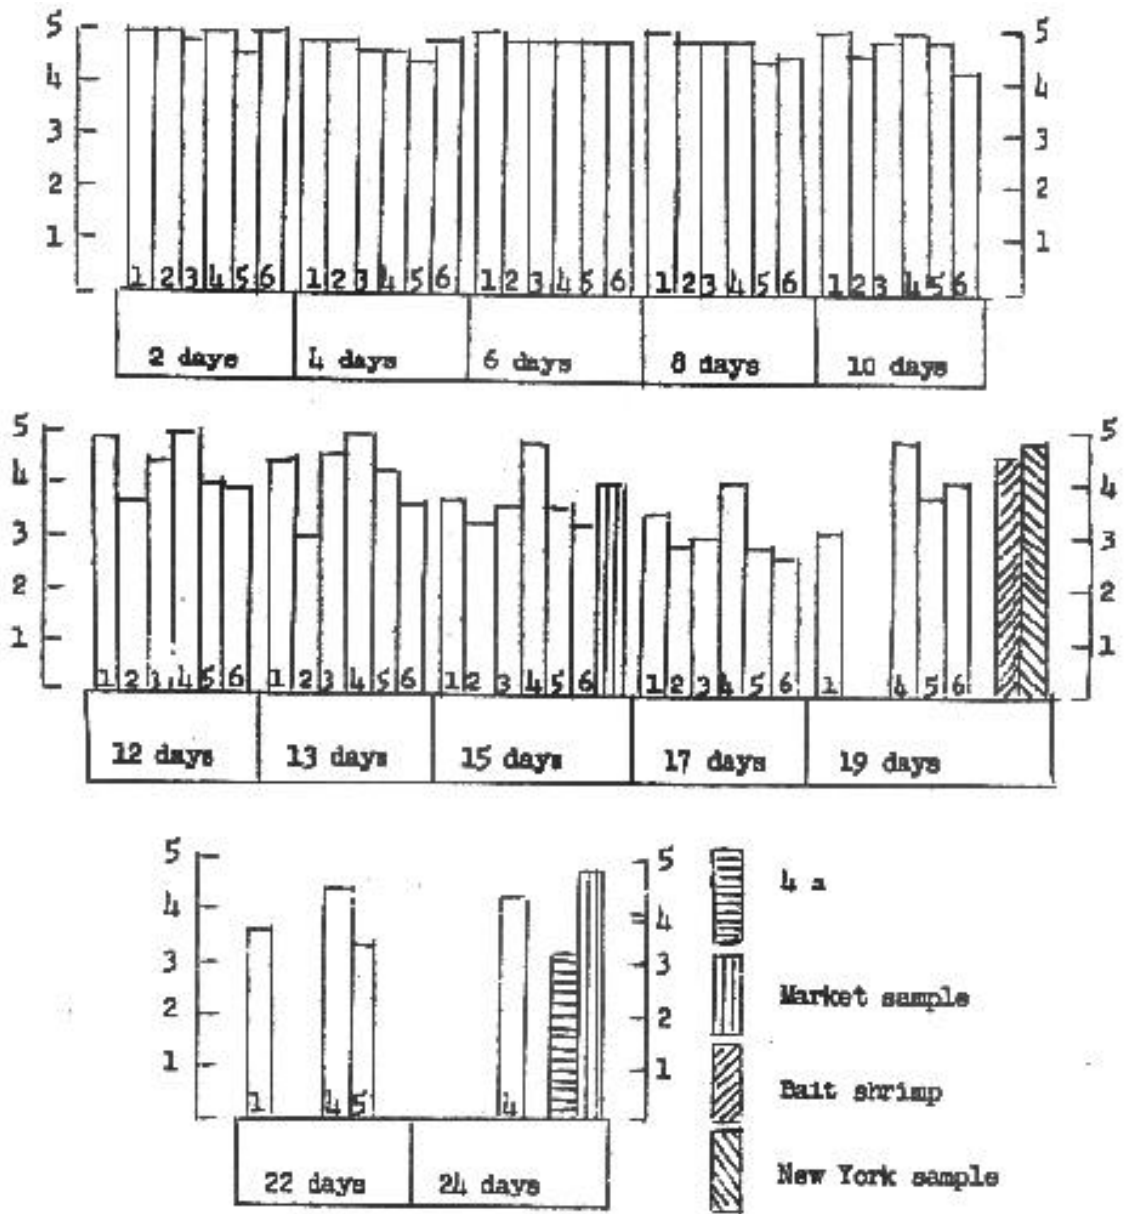 5 5
4 4
3 3
2 2
1 1
1 2 3 4 5 6 1 2 3 4 5 6 1 2 3 4 5 6 1 2 3 4 5 6 1 2 3 4 5 6
2 days 4 days 6 days 8 days 10 days
5 5
4 4
3 3
2 2
1 1
1 2 3 4 5 6 1 2 3 4 5 6 1 2 3 4 5 6 1 2 3 4 5 6 1 4 5 6
12 days 13 days 15 days 17 days 19 days
5 5
4 4
3 3
2 2
1 1
1 4 5 4
22 days 24 days
4 a
Market sample
Bait shrimp
New York sample